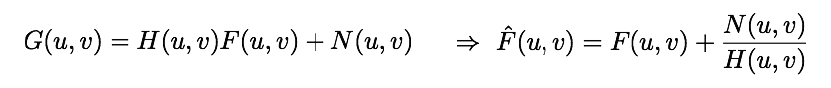 G(u, v) = H(u, v)F(u, v) + N(u, v) ⇒ F̂(u, v) = F(u, v) + N(u, v) / H(u, v)